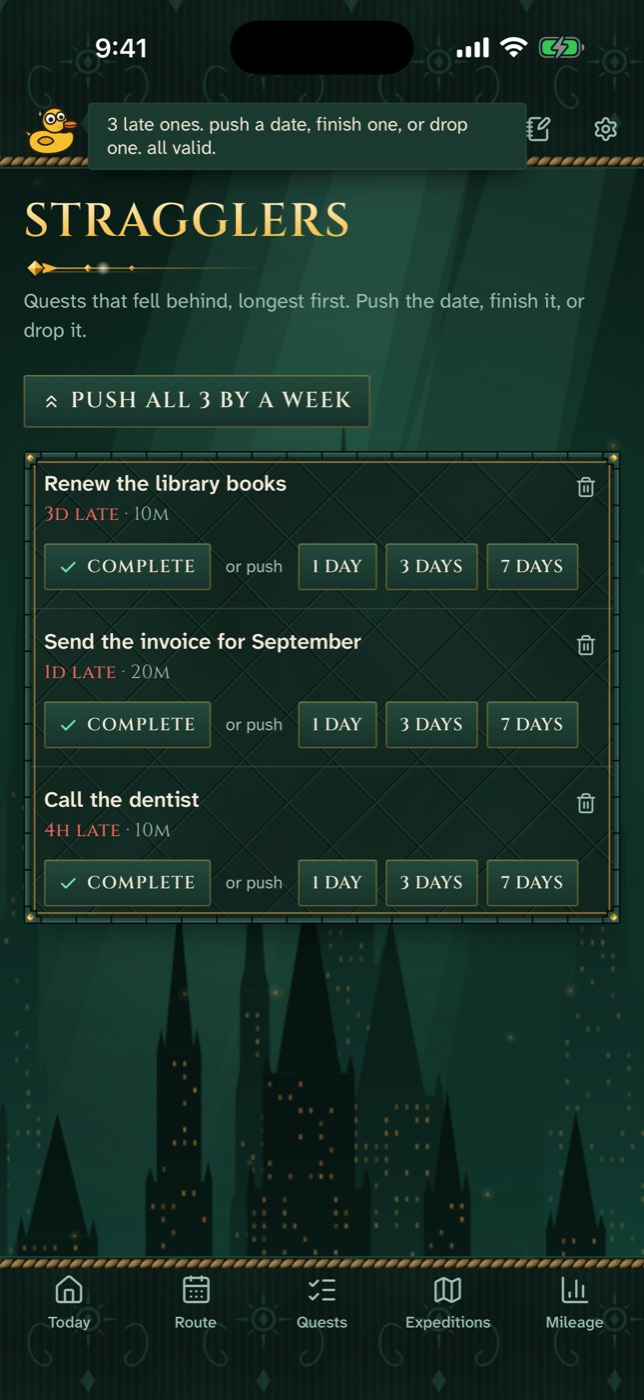 9:41
3 late ones. push a date, finish one, or drop
one. all valid.
STRAGGLERS
Quests that fell behind, longest first. Push the date, finish it, or
drop it.
PUSH ALL 3 BY A WEEK
Renew the library books
3D LATE · 10M
COMPLETE or push 1 DAY 3 DAYS 7 DAYS
Send the invoice for September
1D LATE · 20M
COMPLETE or push 1 DAY 3 DAYS 7 DAYS
Call the dentist
4H LATE · 10M
COMPLETE or push 1 DAY 3 DAYS 7 DAYS
Today Route Quests Expeditions Mileage